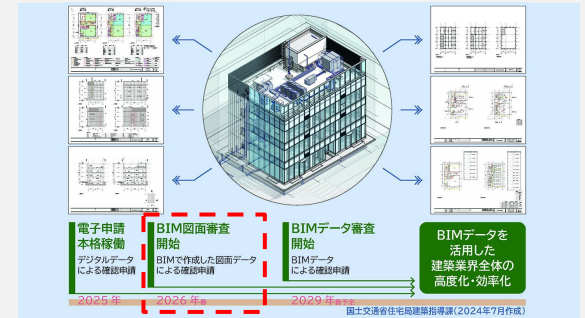 電子申請
本格稼働
デジタルデータ
による確認申請
2025年
BIM図面審査
開始
BIMで作成した図面データ
による確認申請
2026年春
BIMデータ審査
開始
BIMデータ
による確認申請
2029年春予定
BIMデータを
活用した
建築業界全体の
高度化・効率化
国土交通省住宅局建築指導課(2024年7月作成)